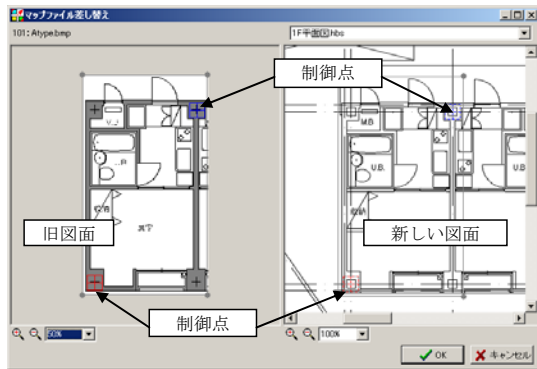 マップファイル差し替え
101: Atype.bmp
1F平面図.hbs
制御点
M.B.
U.B.
U.B.
旧図面
新しい図面
制御点
50%
100%
OK
キャンセル